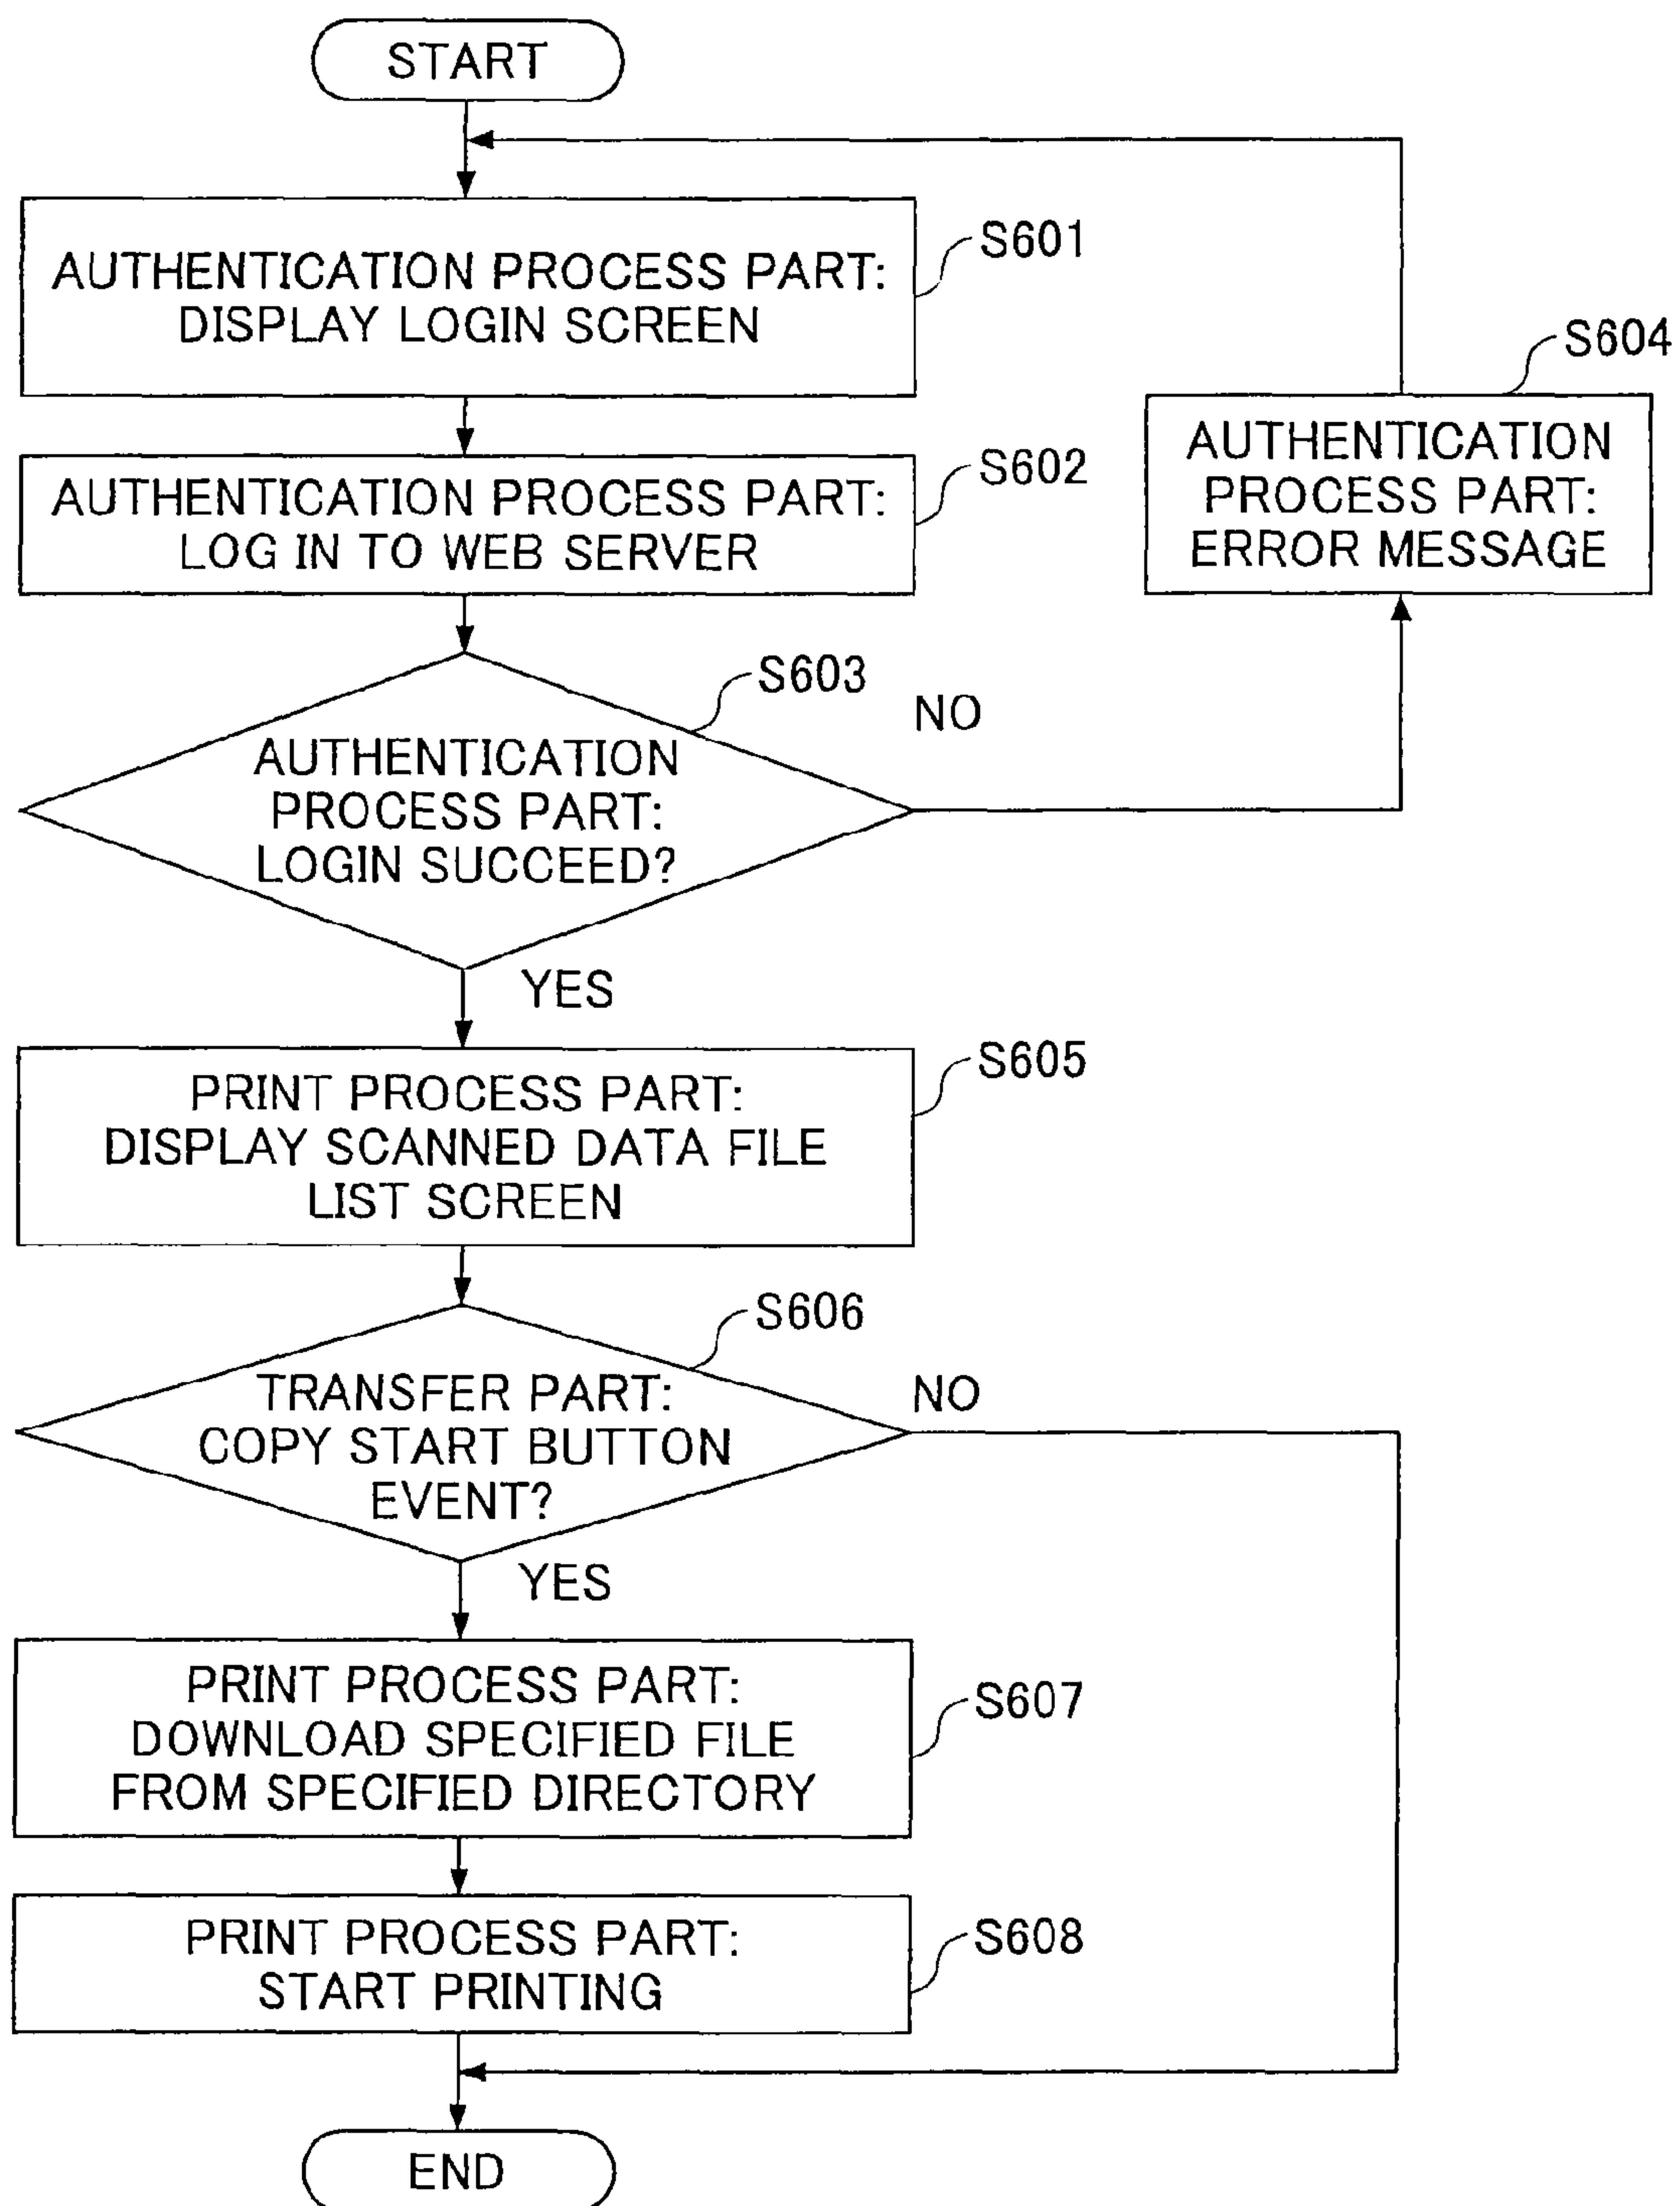 START
AUTHENTICATION PROCESS PART:
DISPLAY LOGIN SCREEN
S601
AUTHENTICATION PROCESS PART:
LOG IN TO WEB SERVER
S602
AUTHENTICATION
PROCESS PART:
LOGIN SUCCEED?
S603
NO
AUTHENTICATION
PROCESS PART:
ERROR MESSAGE
S604
YES
PRINT PROCESS PART:
DISPLAY SCANNED DATA FILE
LIST SCREEN
S605
TRANSFER PART:
COPY START BUTTON
EVENT?
S606
NO
YES
PRINT PROCESS PART:
DOWNLOAD SPECIFIED FILE
FROM SPECIFIED DIRECTORY
S607
PRINT PROCESS PART:
START PRINTING
S608
END